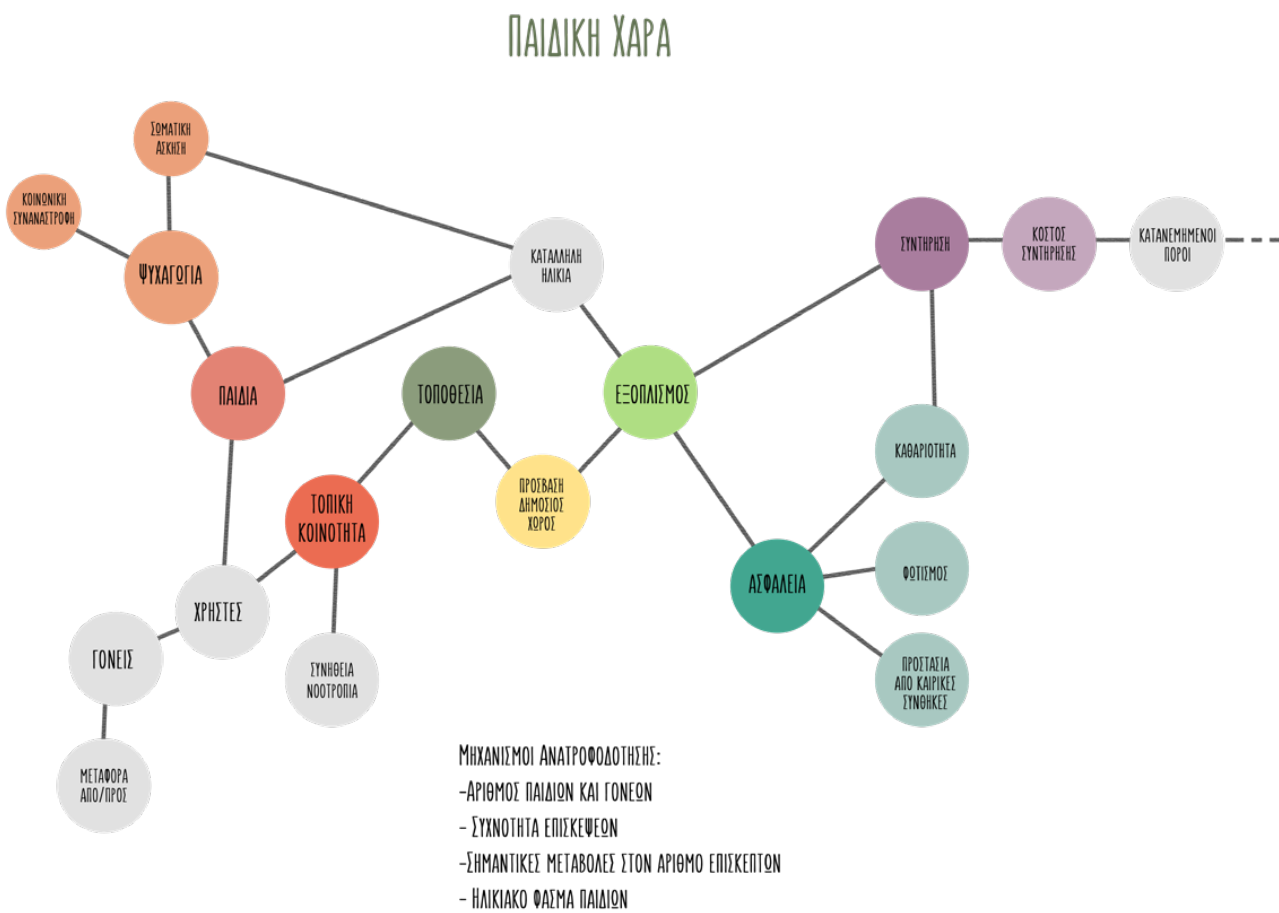 ΠΑΙΔΙΚΗ ΧΑΡΑ
ΣΩΜΑΤΙΚΗ
ΑΣΚΗΣΗ
ΚΟΙΝΩΝΙΚΗ
ΣΥΝΑΝΑΣΤΡΟΦΗ
ΨΥΧΑΓΩΓΙΑ
ΚΑΤΑΛΛΗΛΗ
ΗΛΙΚΙΑ
ΣΥΝΤΗΡΗΣΗ
ΚΟΣΤΟΣ
ΣΥΝΤΗΡΗΣΗΣ
ΚΑΤΑΝΕΜΗΜΕΝΟΙ
ΠΟΡΟΙ
ΠΑΙΔΙΑ
ΤΟΠΟΘΕΣΙΑ
ΕΞΟΠΛΙΣΜΟΣ
ΚΑΘΑΡΙΟΤΗΤΑ
ΠΡΟΣΒΑΣΗ
ΔΗΜΟΣΙΟΣ
ΧΩΡΟΣ
ΤΟΠΙΚΗ
ΚΟΙΝΟΤΗΤΑ
ΑΣΦΑΛΕΙΑ
ΦΩΤΙΣΜΟΣ
ΧΡΗΣΤΕΣ
ΓΟΝΕΙΣ
ΣΥΝΗΘΕΙΑ
ΝΟΟΤΡΟΠΙΑ
ΠΡΟΣΤΑΣΙΑ
ΑΠΟ ΚΑΙΡΙΚΕΣ
ΣΥΝΘΗΚΕΣ
ΜΕΤΑΦΟΡΑ
ΑΠΟ/ΠΡΟΣ
ΜΗΧΑΝΙΣΜΟΙ ΑΝΑΤΡΟΦΟΔΟΤΗΣΗΣ:
-ΑΡΙΘΜΟΣ ΠΑΙΔΙΩΝ ΚΑΙ ΓΟΝΕΩΝ
- ΣΥΧΝΟΤΗΤΑ ΕΠΙΣΚΕΨΕΩΝ
-ΣΗΜΑΝΤΙΚΕΣ ΜΕΤΑΒΟΛΕΣ ΣΤΟΝ ΑΡΙΘΜΟ ΕΠΙΣΚΕΠΤΩΝ
- ΗΛΙΚΙΑΚΟ ΦΑΣΜΑ ΠΑΙΔΙΩΝ